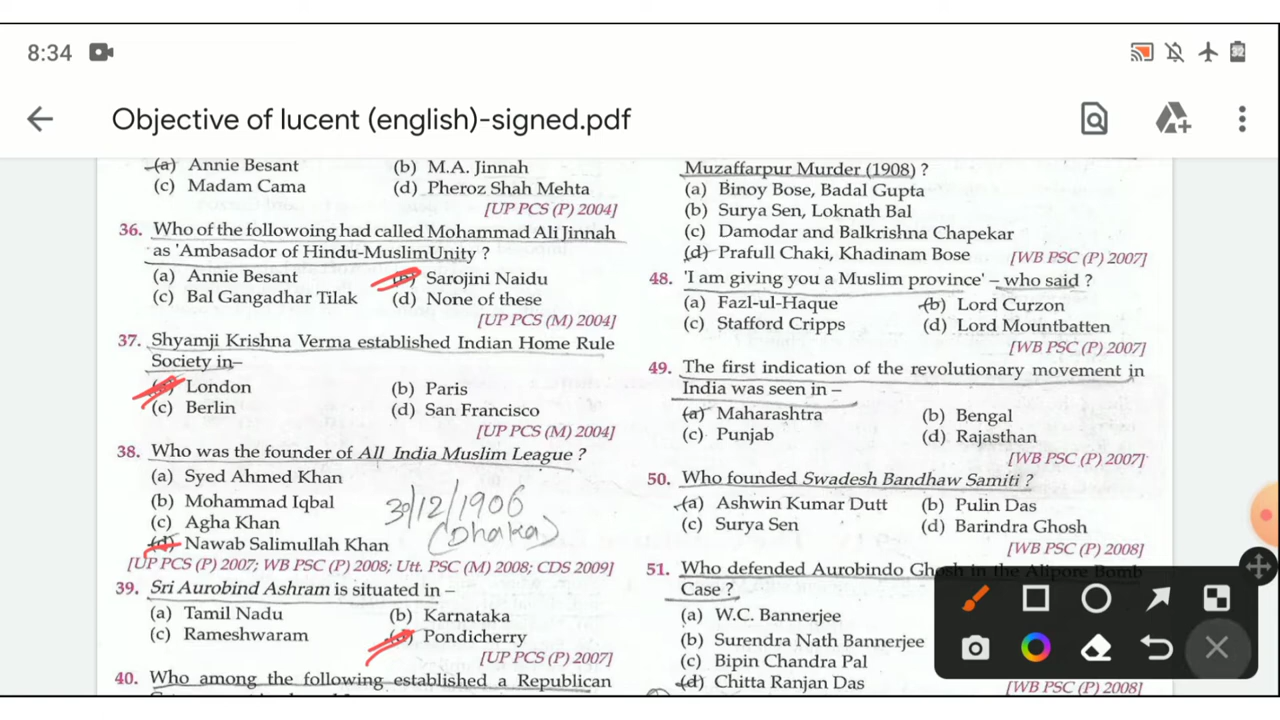 8:34
32
Objective of lucent (english)-signed.pdf
(a) Annie Besant (b) M.A. Jinnah
(c) Madam Cama (d) Pheroz Shah Mehta
[UP PCS (P) 2004]
36. Who of the followoing had called Mohammad Ali Jinnah
as 'Ambasador of Hindu-MuslimUnity ?
(a) Annie Besant (b) Sarojini Naidu
(c) Bal Gangadhar Tilak (d) None of these
[UP PCS (M) 2004]
37. Shyamji Krishna Verma established Indian Home Rule
Society in–
(a) London (b) Paris
(c) Berlin (d) San Francisco
[UP PCS (M) 2004]
38. Who was the founder of All India Muslim League ?
(a) Syed Ahmed Khan
(b) Mohammad Iqbal
(c) Agha Khan
(d) Nawab Salimullah Khan
30/12/1906
(Dhaka)
[UP PCS (P) 2007; WB PSC (P) 2008; Utt. PSC (M) 2008; CDS 2009]
39. Sri Aurobind Ashram is situated in –
(a) Tamil Nadu (b) Karnataka
(c) Rameshwaram Pondicherry
[UP PCS (P) 2007]
40. Who among the following established a Republican
Muzaffarpur Murder (1908) ?
(a) Binoy Bose, Badal Gupta
(b) Surya Sen, Loknath Bal
(c) Damodar and Balkrishna Chapekar
(d) Prafull Chaki, Khadinam Bose
[WB PSC (P) 2007]
48. 'I am giving you a Muslim province' – who said ?
(a) Fazl-ul-Haque (b) Lord Curzon
(c) Stafford Cripps (d) Lord Mountbatten
[WB PSC (P) 2007]
49. The first indication of the revolutionary movement in
India was seen in –
(a) Maharashtra (b) Bengal
(c) Punjab (d) Rajasthan
[WB PSC (P) 2007]
50. Who founded Swadesh Bandhaw Samiti ?
(a) Ashwin Kumar Dutt (b) Pulin Das
(c) Surya Sen (d) Barindra Ghosh
[WB PSC (P) 2008]
51. Who defended Aurobindo Ghosh in the Alipore Bomb
Case ?
(a) W.C. Bannerjee
(b) Surendra Nath Bannerjee
(c) Bipin Chandra Pal
(d) Chitta Ranjan Das
[WB PSC (P) 2008]